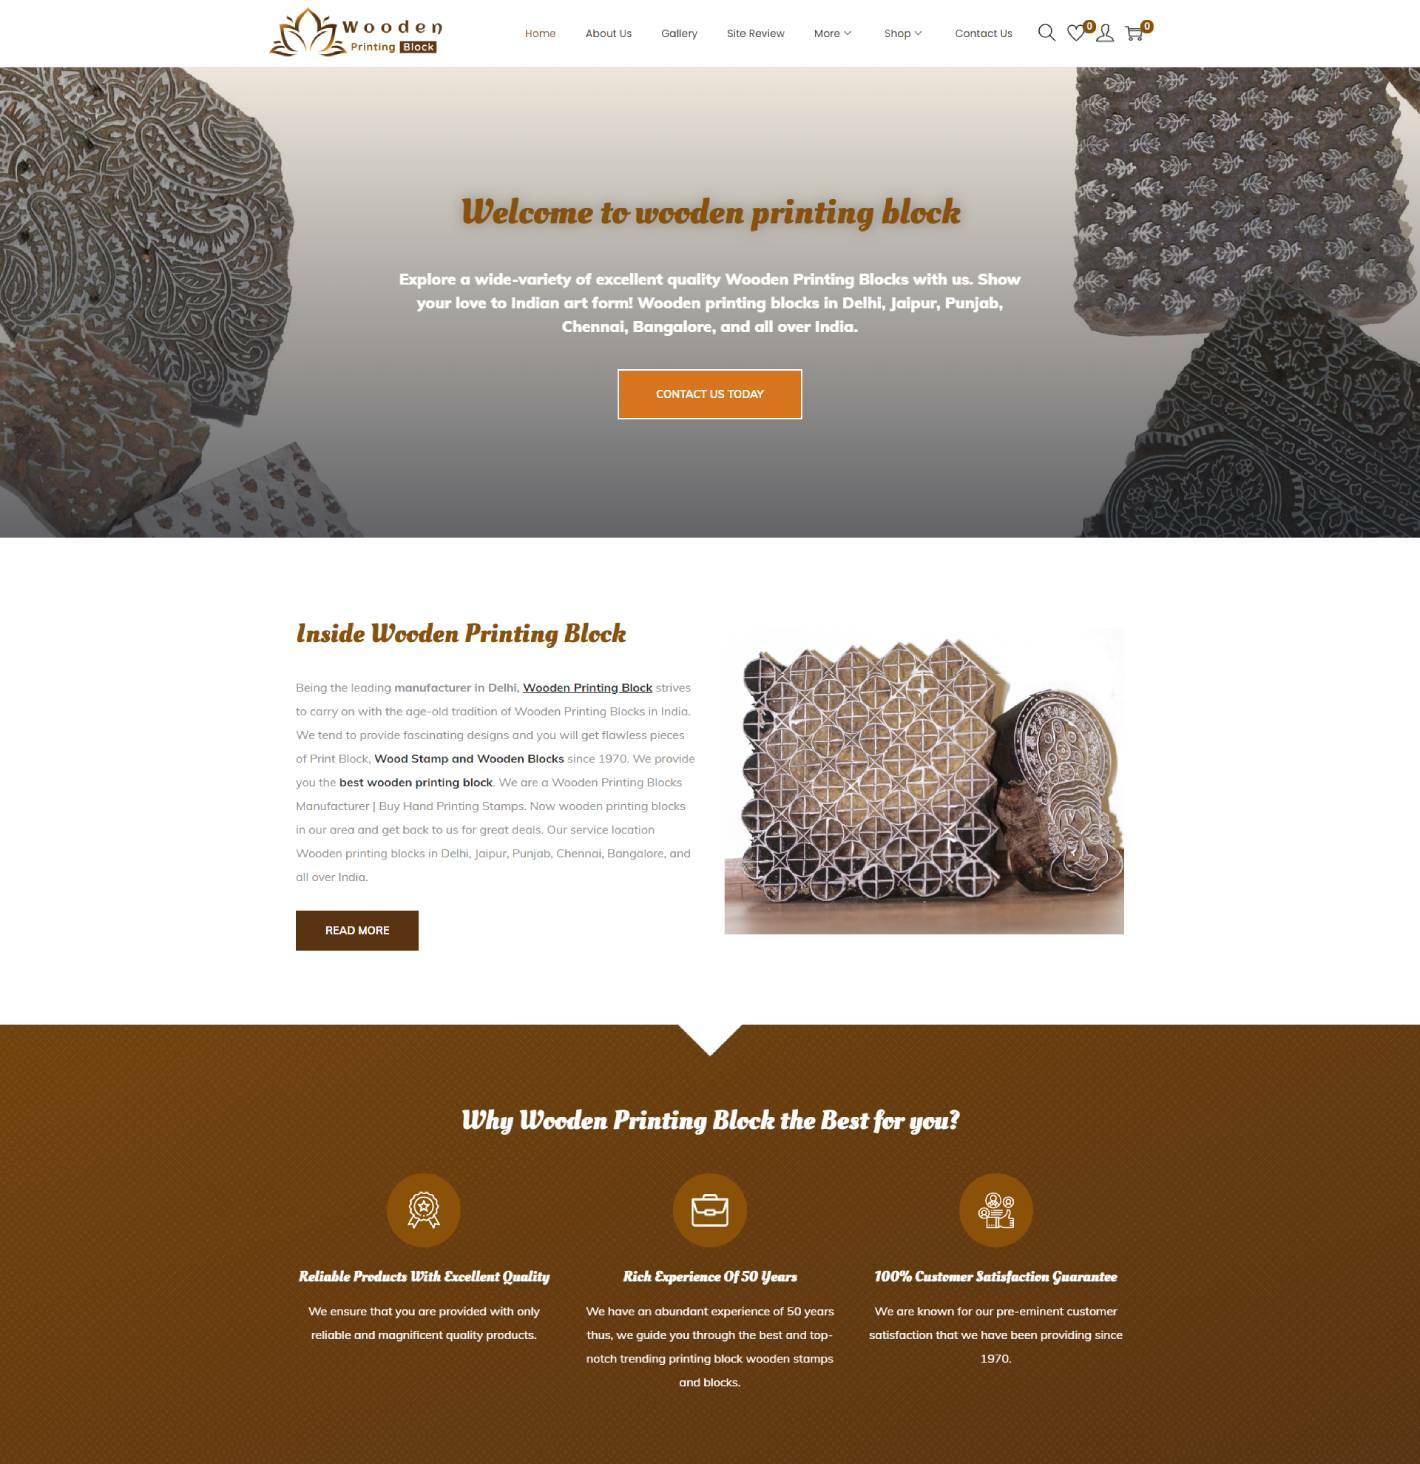 Wooden
Printing Block
Home About Us Gallery Site Review More Shop Contact Us 0 0
Welcome to wooden printing block
Explore a wide-variety of excellent quality Wooden Printing Blocks with us. Show
your love to Indian art form! Wooden printing blocks in Delhi, Jaipur, Punjab,
Chennai, Bangalore, and all over India.
CONTACT US TODAY
Inside Wooden Printing Block
Being the leading manufacturer in Delhi, Wooden Printing Block strives
to carry on with the age-old tradition of Wooden Printing Blocks in India.
We tend to provide fascinating designs and you will get flawless pieces
of Print Block, Wood Stamp and Wooden Blocks since 1970. We provide
you the best wooden printing block. We are a Wooden Printing Blocks
Manufacturer | Buy Hand Printing Stamps. Now wooden printing blocks
in our area and get back to us for great deals. Our service location
Wooden printing blocks in Delhi, Jaipur, Punjab, Chennai, Bangalore, and
all over India.
READ MORE
Why Wooden Printing Block the Best for you?
Reliable Products With Excellent Quality
We ensure that you are provided with only
reliable and magnificent quality products.
Rich Experience Of 50 Years
We have an abundant experience of 50 years
thus, we guide you through the best and top-
notch trending printing block wooden stamps
and blocks.
100% Customer Satisfaction Guarantee
We are known for our pre-eminent customer
satisfaction that we have been providing since
1970.